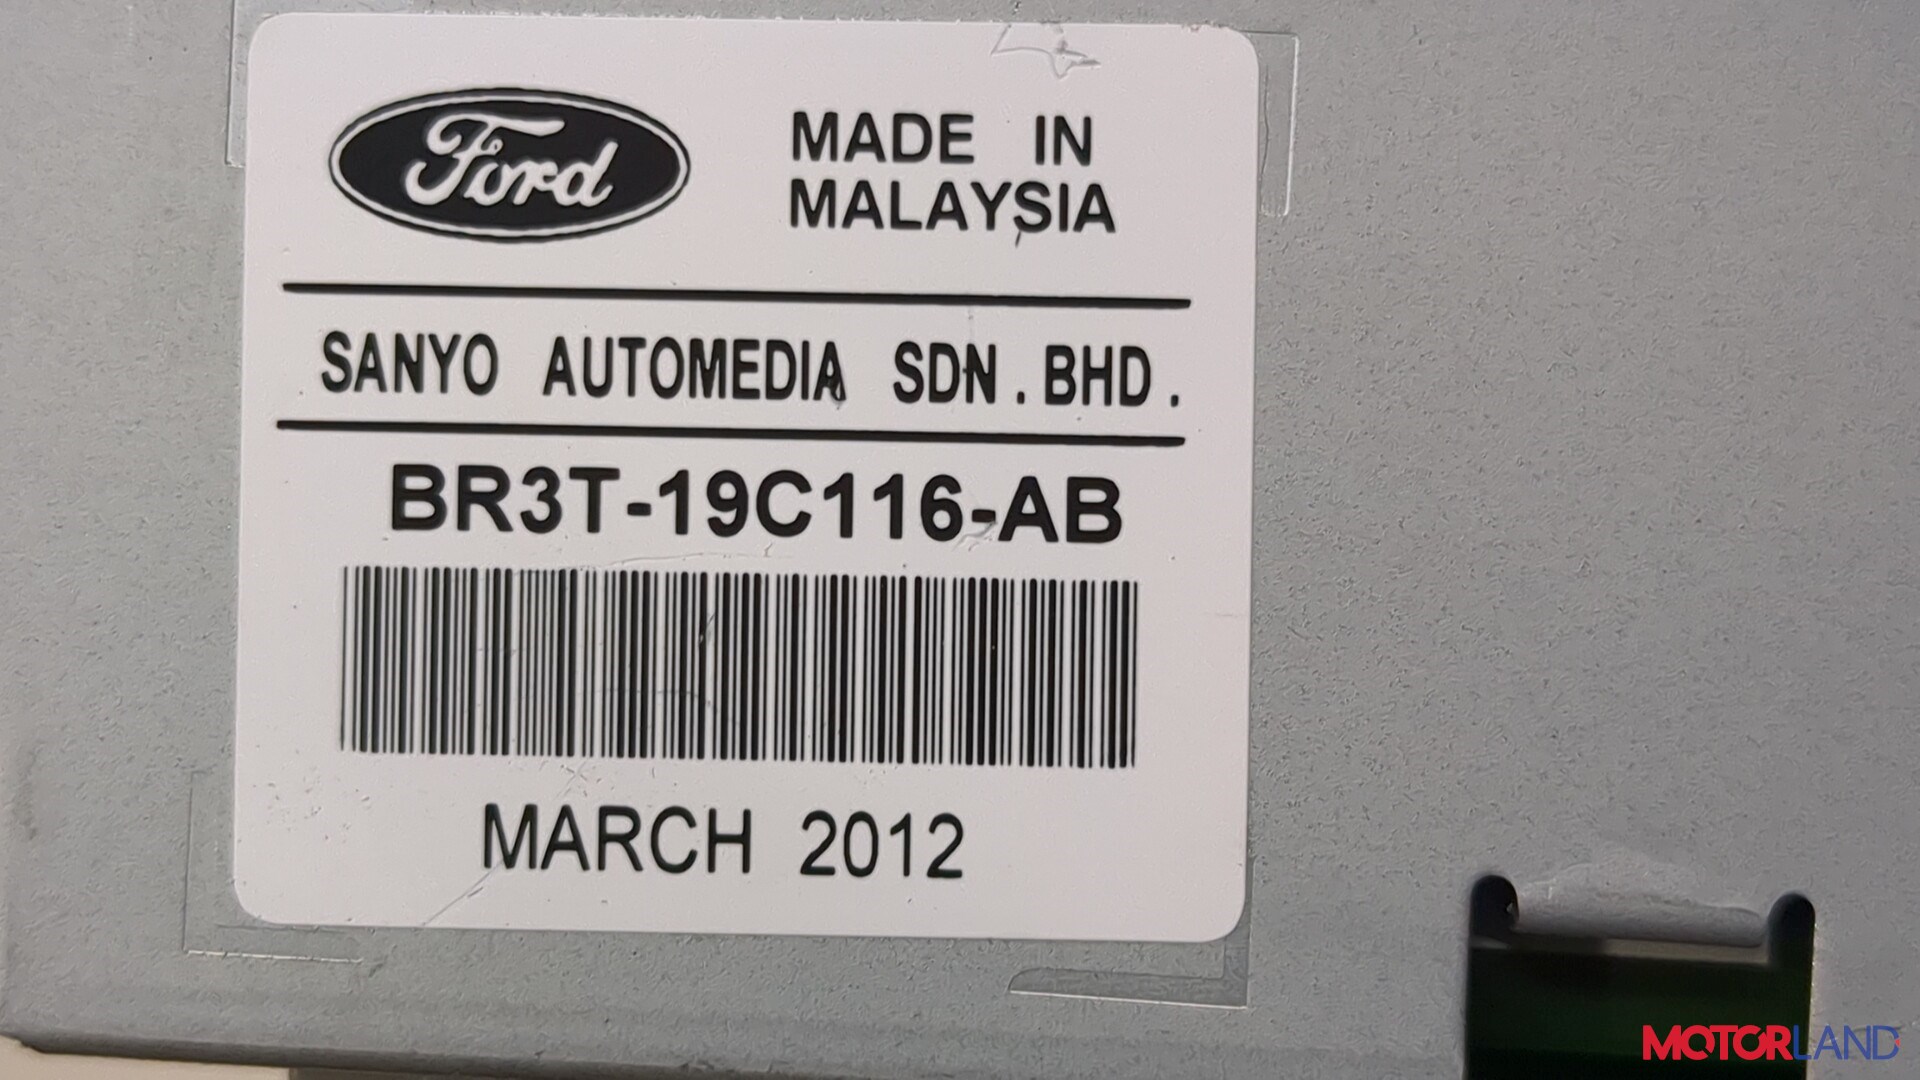 Ford
MADE IN
MALAYSIA
SANYO AUTOMEDIA SDN. BHD.
BR3T-19C116-AB
MARCH 2012
MOTORLAND